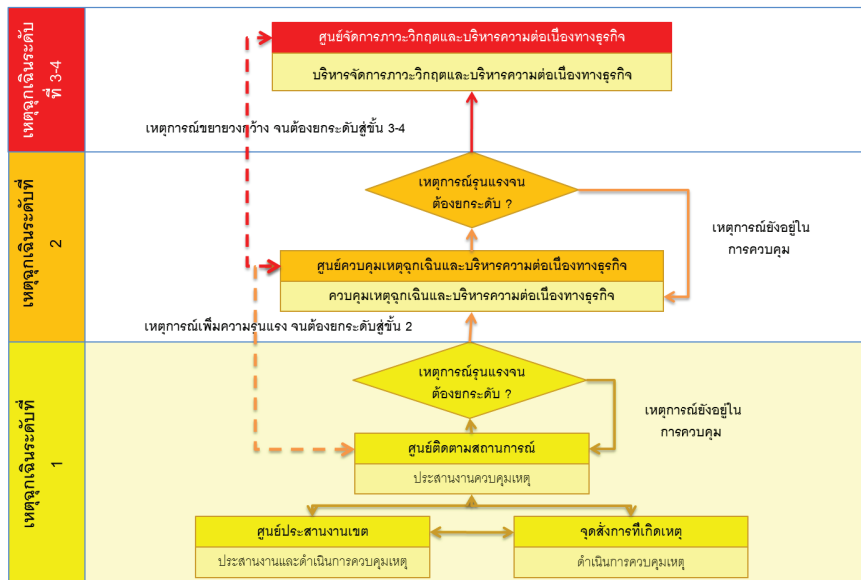 เหตุฉุกเฉินระดับ
ที่ 3-4
ศูนย์จัดการภาวะวิกฤตและบริหารความต่อเนื่องทางธุรกิจ
บริหารจัดการภาวะวิกฤตและบริหารความต่อเนื่องทางธุรกิจ
เหตุการณ์ขยายวงกว้าง จนต้องยกระดับสู่ขั้น 3-4
เหตุฉุกเฉินระดับที่
2
เหตุการณ์รุนแรงจน
ต้องยกระดับ ?
เหตุการณ์ยังอยู่ใน
การควบคุม
ศูนย์ควบคุมเหตุฉุกเฉินและบริหารความต่อเนื่องทางธุรกิจ
ควบคุมเหตุฉุกเฉินและบริหารความต่อเนื่องทางธุรกิจ
เหตุการณ์เพิ่มความรุนแรง จนต้องยกระดับสู่ขั้น 2
เหตุฉุกเฉินระดับที่
1
เหตุการณ์รุนแรงจน
ต้องยกระดับ ?
เหตุการณ์ยังอยู่ใน
การควบคุม
ศูนย์ติดตามสถานการณ์
ประสานงานควบคุมเหตุ
ศูนย์ประสานงานเขต
ประสานงานและดำเนินการควบคุมเหตุ
จุดสั่งการที่เกิดเหตุ
ดำเนินการควบคุมเหตุ